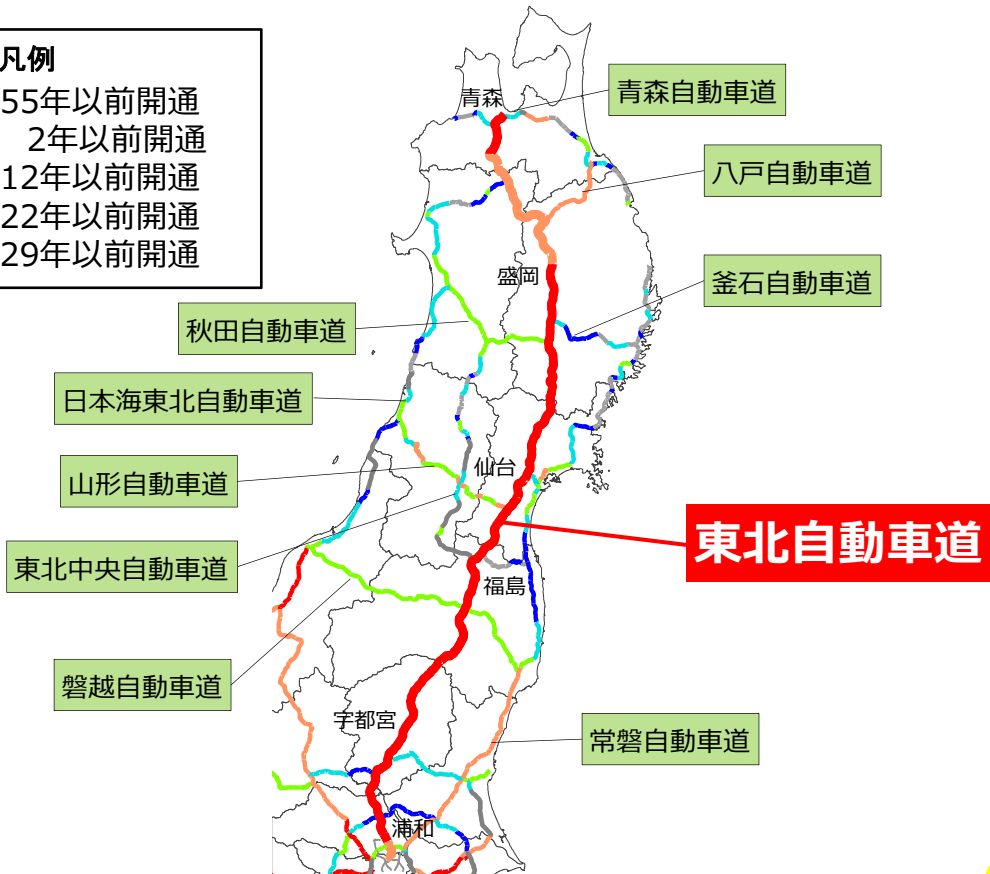 凡例
55年以前開通
2年以前開通
12年以前開通
22年以前開通
29年以前開通
青森
青森自動車道
八戸自動車道
盛岡
釜石自動車道
秋田自動車道
日本海東北自動車道
仙台
山形自動車道
東北自動車道
東北中央自動車道
福島
磐越自動車道
宇都宮
常磐自動車道
浦和